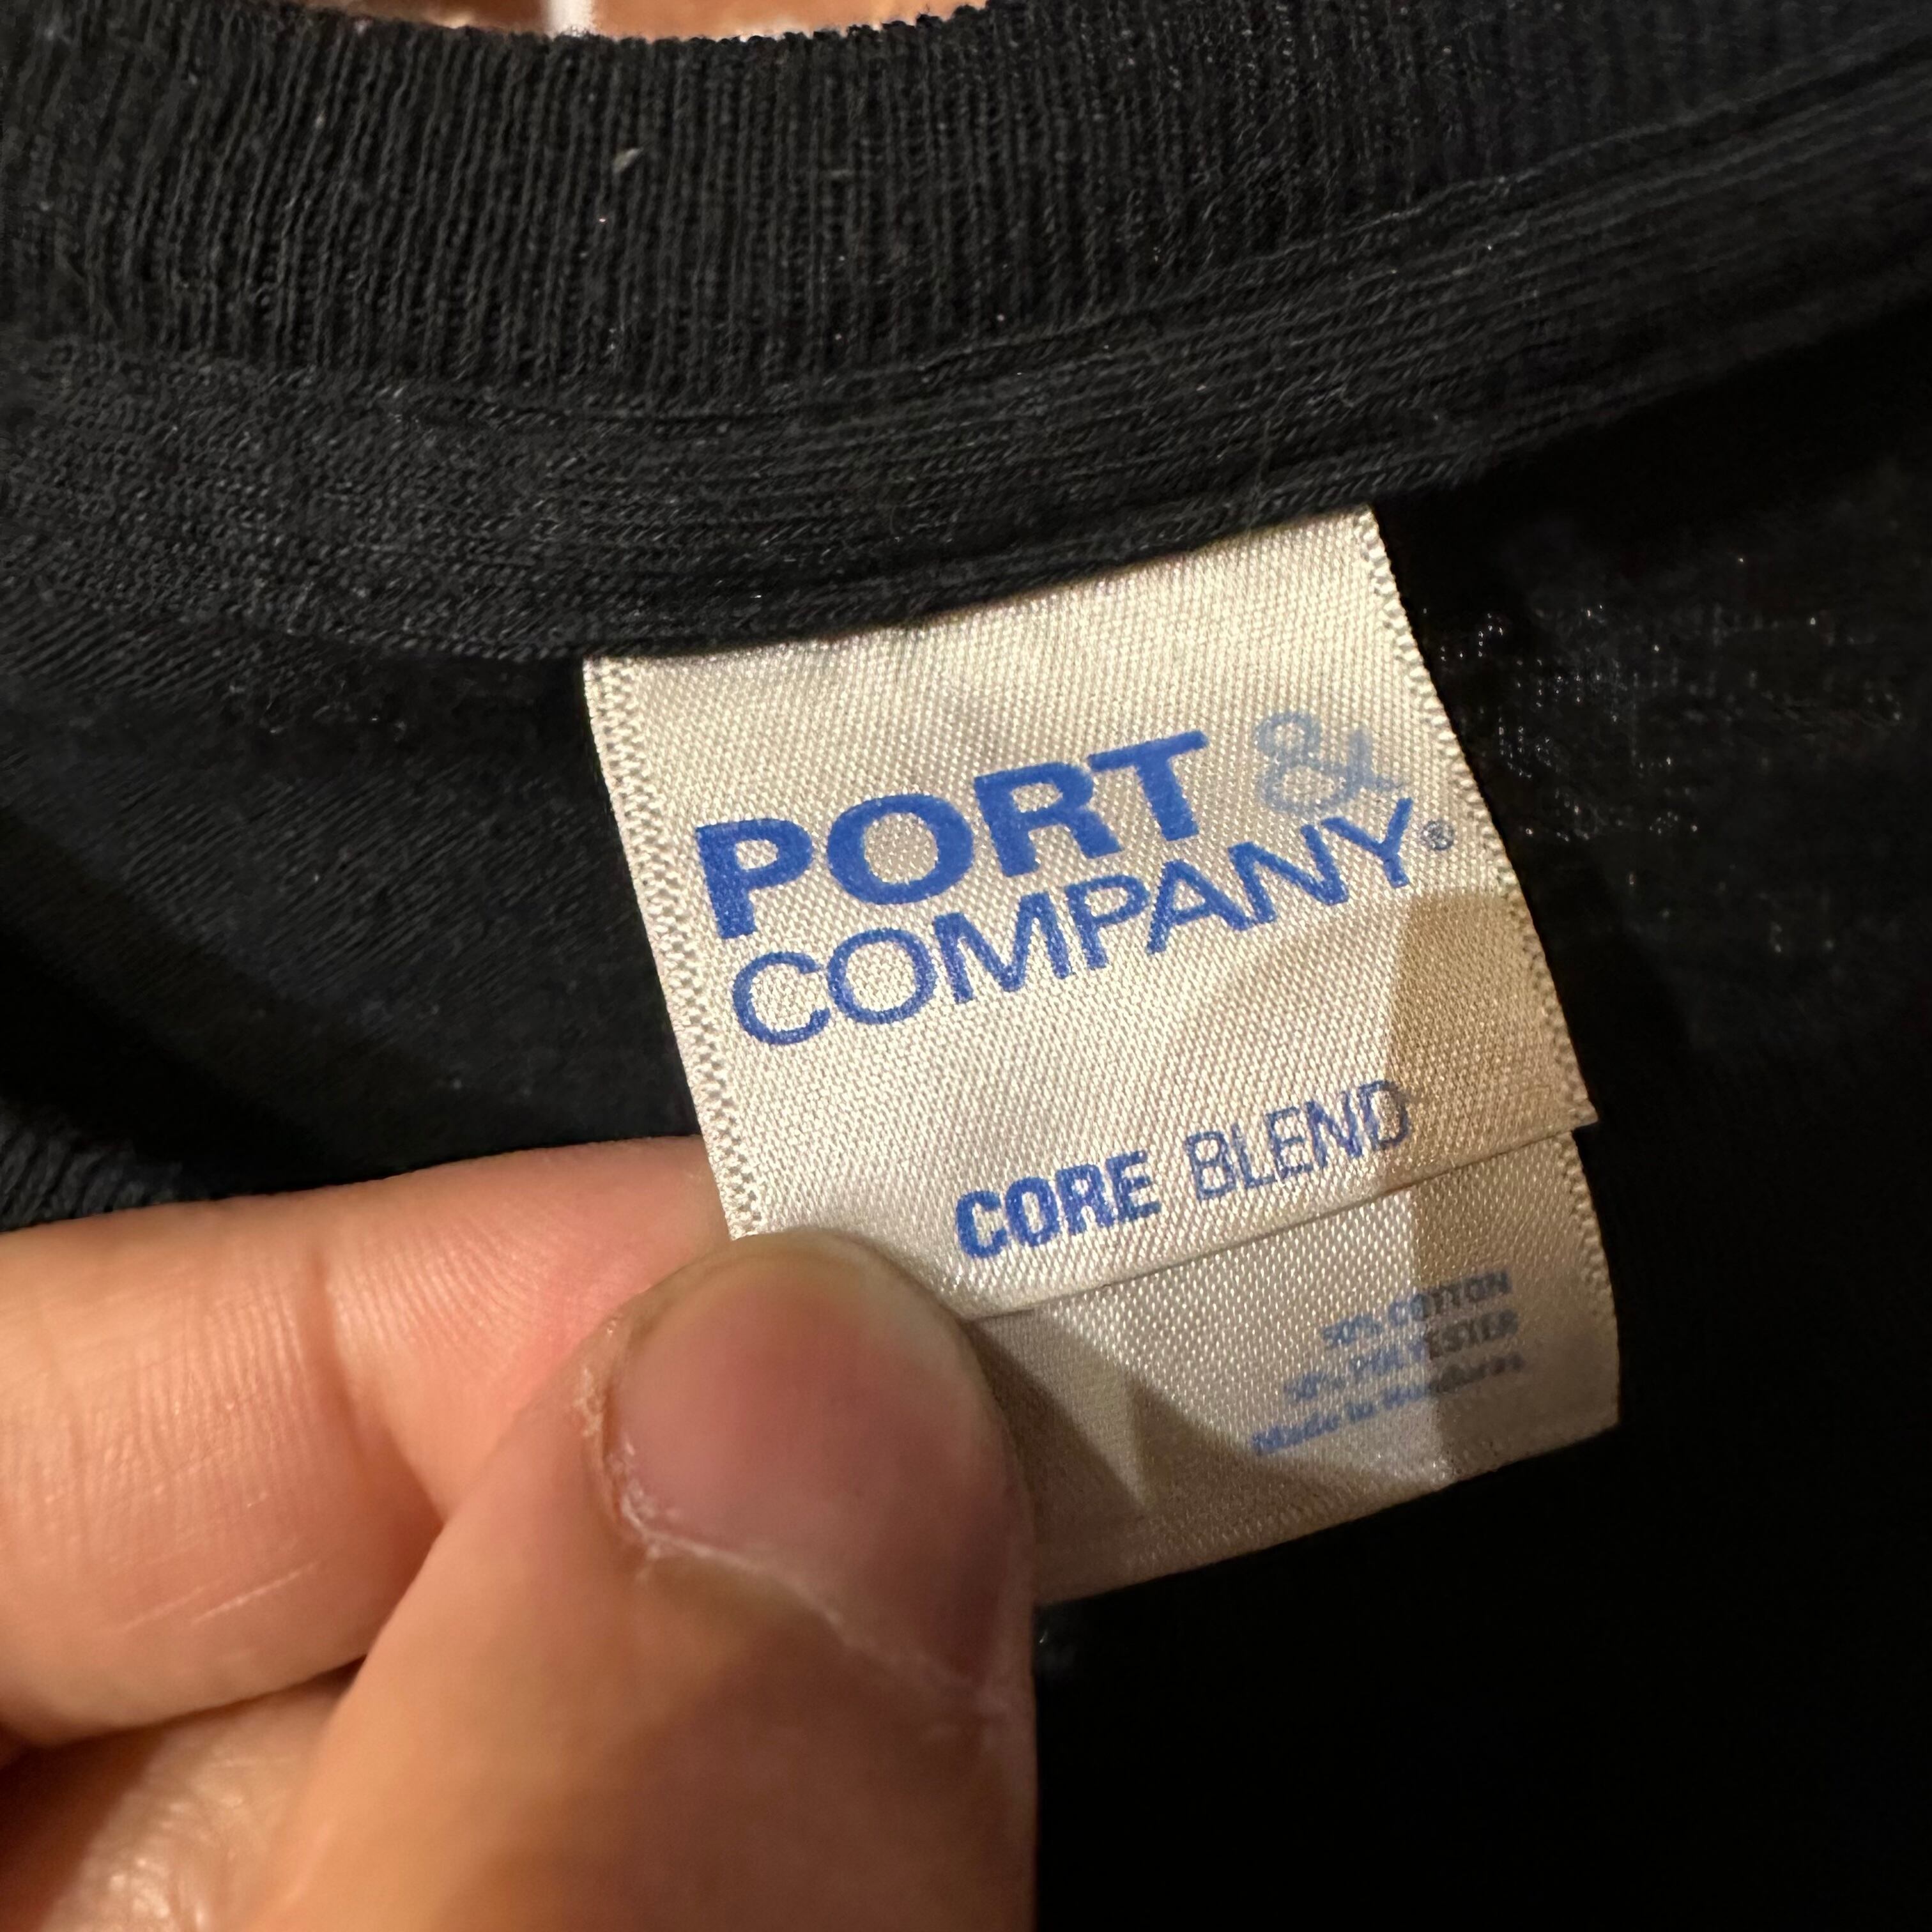 PORT &
COMPANY®
CORE BLEND
50% COTTON
50% POLYESTER
Made in Honduras